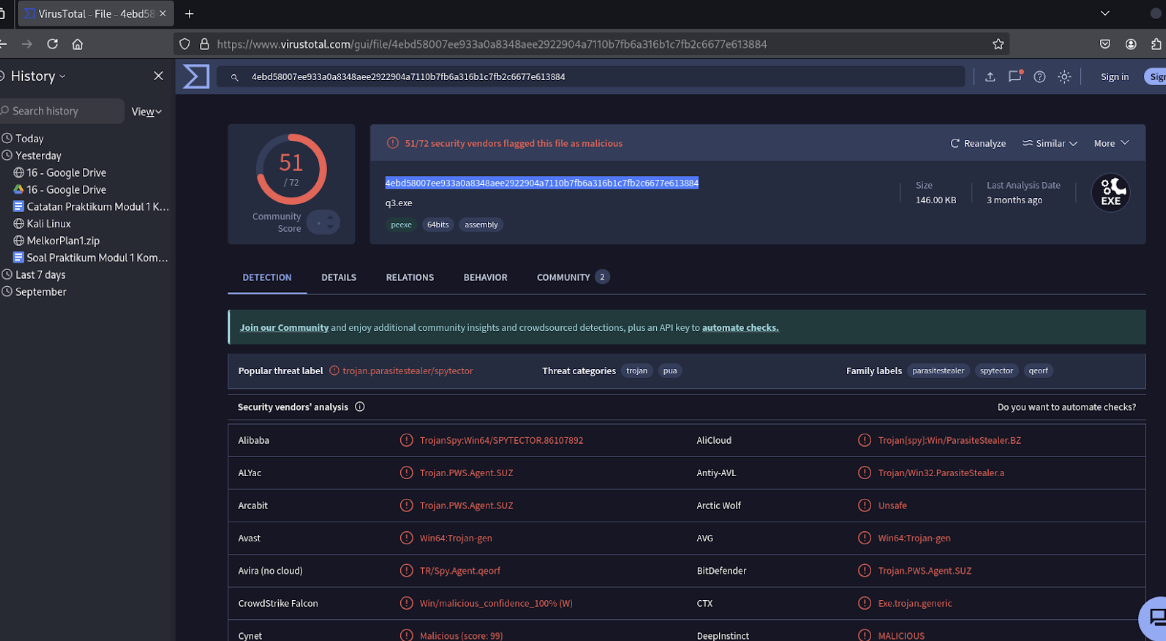 VirusTotal - File - 4ebd58
https://www.virustotal.com/gui/file/4ebd58007ee933a0a8348aee2922904a7110b7fb6a316b1c7fb2c6677e613884
History
Search history
View
Today
Yesterday
16 - Google Drive
16 - Google Drive
Catatan Praktikum Modul 1 K...
Kali Linux
MelkorPlan1.zip
Soal Praktikum Modul 1 Kom...
Last 7 days
September
4ebd58007ee933a0a8348aee2922904a7110b7fb6a316b1c7fb2c6677e613884
Sign in
Sign
51
/ 72
Community
Score
51/72 security vendors flagged this file as malicious
Reanalyze
Similar
More
4ebd58007ee933a0a8348aee2922904a7110b7fb6a316b1c7fb2c6677e613884
q3.exe
peexe 64bits assembly
Size
146.00 KB
Last Analysis Date
3 months ago
EXE
DETECTION DETAILS RELATIONS BEHAVIOR COMMUNITY 2
Join our Community and enjoy additional community insights and crowdsourced detections, plus an API key to automate checks.
Popular threat label trojan.parasitestealer/spytector Threat categories trojan pua Family labels parasitestealer spytector qeorf
Security vendors' analysis Do you want to automate checks?
Alibaba TrojanSpy:Win64/SPYTECTOR.86107892 AliCloud Trojan[spy]:Win/ParasiteStealer.BZ
ALYac Trojan.PWS.Agent.SUZ Antiy-AVL Trojan/Win32.ParasiteStealer.a
Arcabit Trojan.PWS.Agent.SUZ Arctic Wolf Unsafe
Avast Win64:Trojan-gen AVG Win64:Trojan-gen
Avira (no cloud) TR/Spy.Agent.qeorf BitDefender Trojan.PWS.Agent.SUZ
CrowdStrike Falcon Win/malicious_confidence_100% (W) CTX Exe.trojan.generic
Cynet Malicious (score: 99) DeepInstinct MALICIOUS